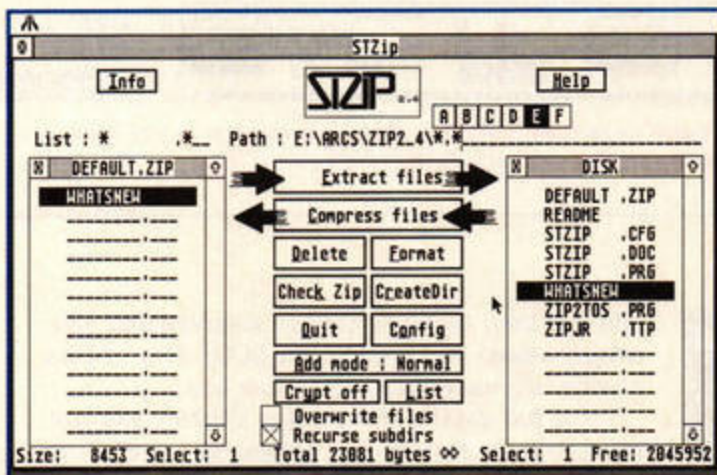 STZip
Info
STZIP 2.4
Help
A B C D E F
List : *       .*__ Path : E:\ARCS\ZIP2_4\*.*
DEFAULT.ZIP
WHATSNEW
Extract files
Compress files
Delete
Format
Check Zip
CreateDir
Quit
Config
Add mode : Normal
Crypt off
List
Overwrite files
Recurse subdirs
DISK
DEFAULT .ZIP
README
STZIP .CFG
STZIP .DOC
STZIP .PRG
WHATSNEW
ZIP2TOS .PRG
ZIPJR .TTP
Size: 8453 Select: 1 Total 23081 bytes Select: 1 Free: 2045952